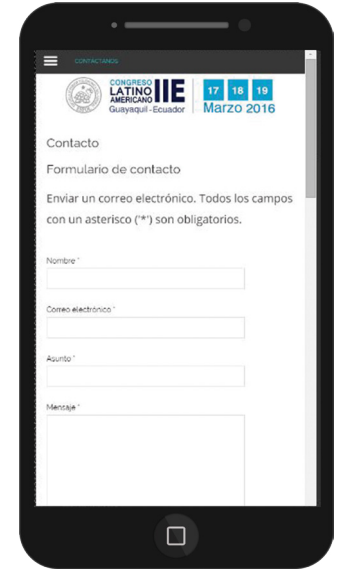 CONTÁCTANOS
CONGRESO
LATINO
AMERICANO
IIE
Guayaquil - Ecuador
17 18 19
Marzo 2016
Contacto
Formulario de contacto
Enviar un correo electrónico. Todos los campos
con un asterisco ('*') son obligatorios.
Nombre *
Correo electrónico *
Asunto *
Mensaje *